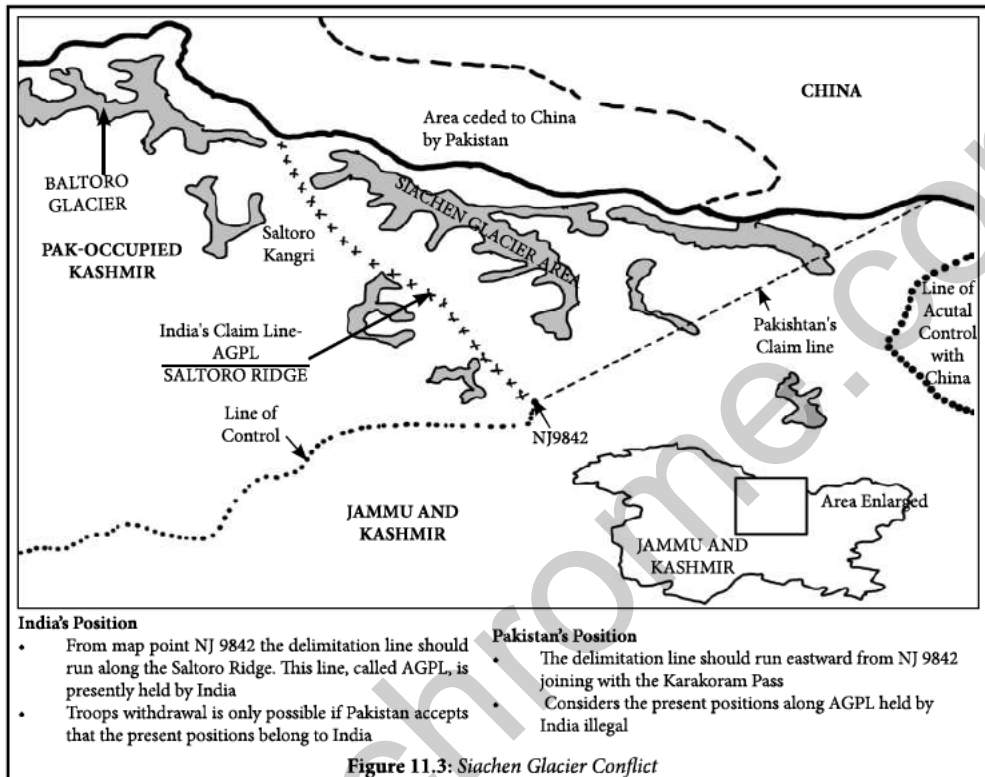 CHINA
Area ceded to China
by Pakistan
BALTORO
GLACIER
SIACHEN GLACIER AREA
Saltoro
Kangri
PAK-OCCUPIED
KASHMIR
India's Claim Line-
AGPL
SALTORO RIDGE
Pakishtan's
Claim line
Line of
Acutal
Control
with
China
Line of
Control
NJ9842
JAMMU AND
KASHMIR
Area Enlarged
JAMMU AND
KASHMIR
India's Position
• From map point NJ 9842 the delimitation line should
run along the Saltoro Ridge. This line, called AGPL, is
presently held by India
• Troops withdrawal is only possible if Pakistan accepts
that the present positions belong to India
Pakistan's Position
• The delimitation line should run eastward from NJ 9842
joining with the Karakoram Pass
• Considers the present positions along AGPL held by
India illegal
Figure 11.3: Siachen Glacier Conflict
chrome.co